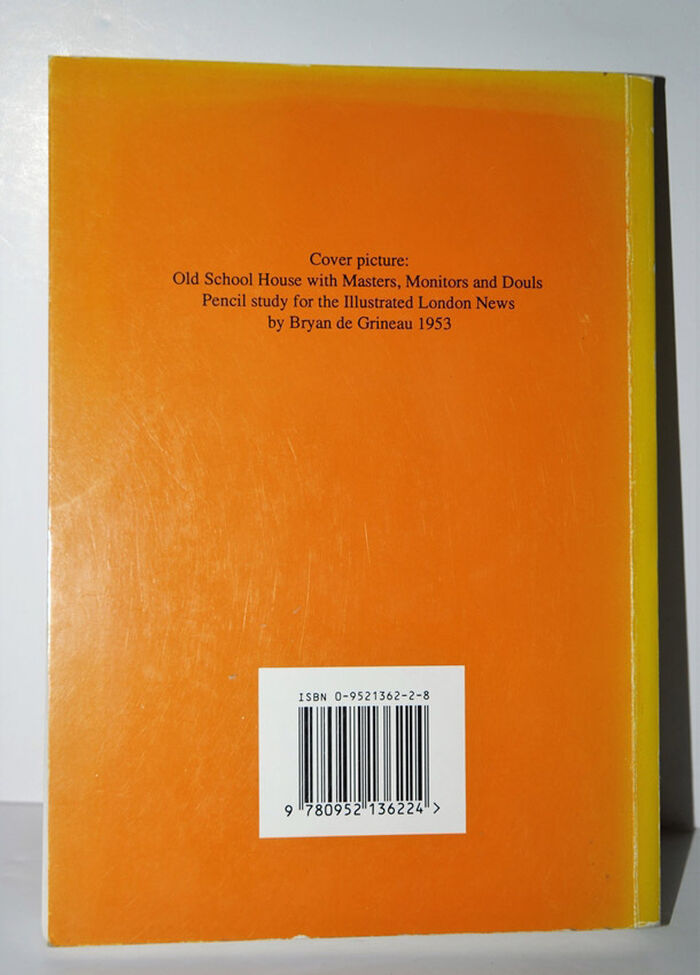 Cover picture:
Old School House with Masters, Monitors and Douls
Pencil study for the Illustrated London News
by Bryan de Grineau 1953
ISBN 0-9521362-2-8
9 780952 136224 >